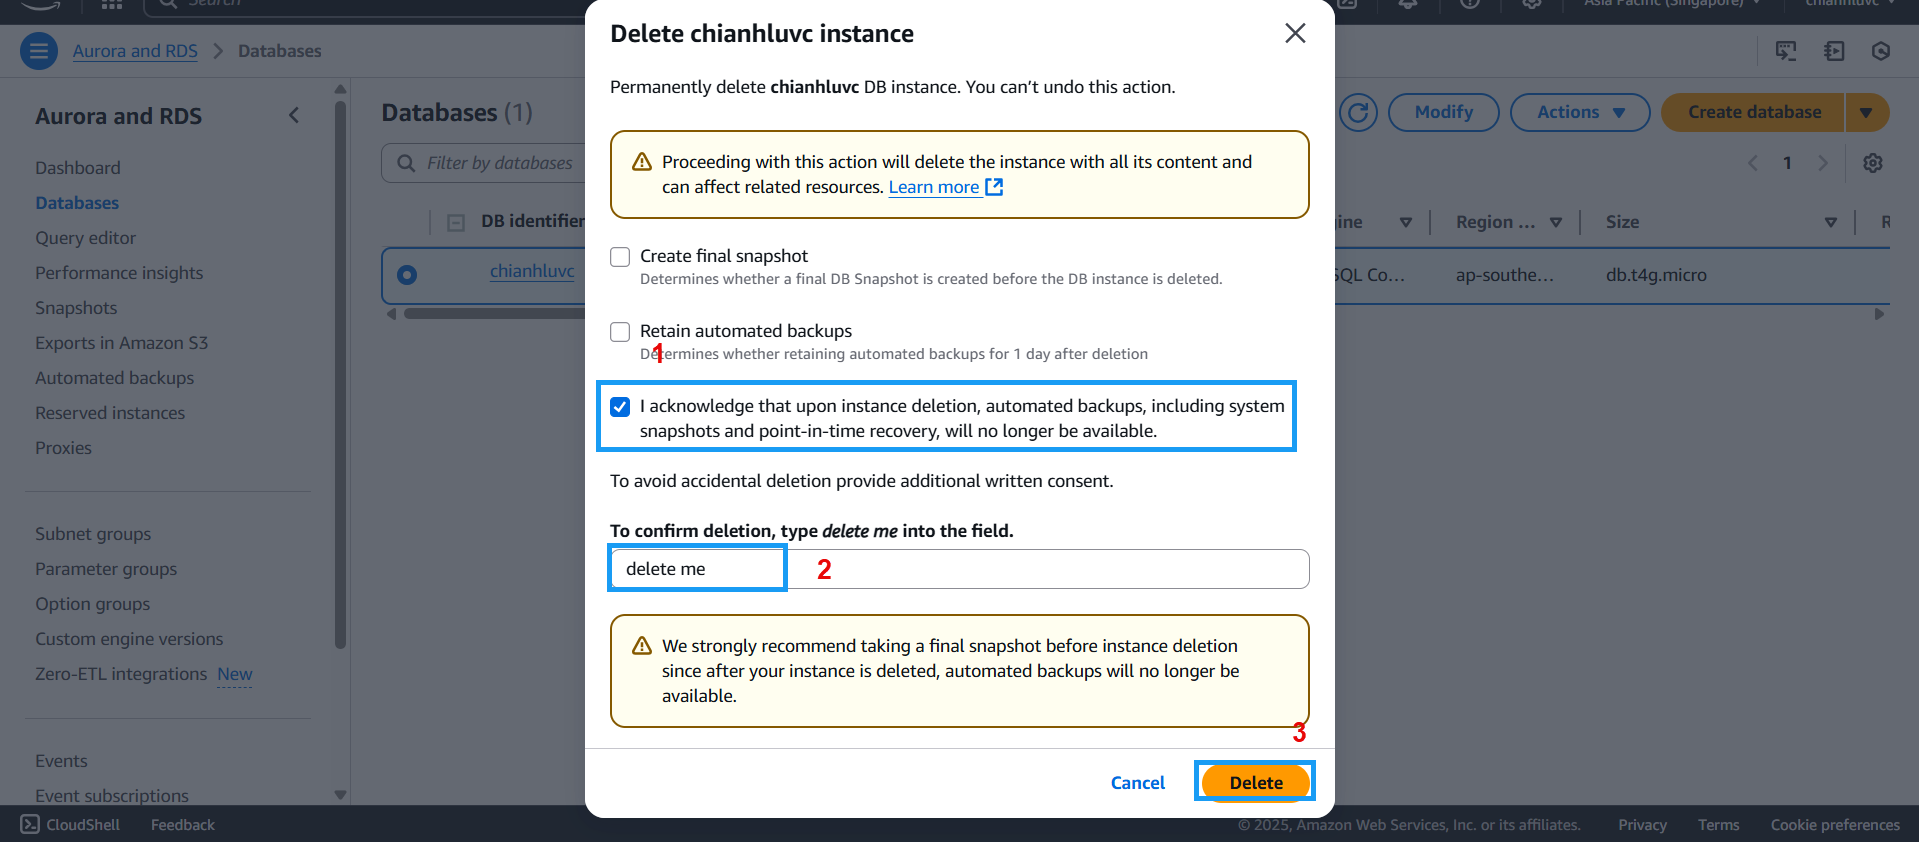 Search
Asia Pacific (Singapore)
chianhluvc
Aurora and RDS
Databases
Aurora and RDS
Dashboard
Databases
Query editor
Performance insights
Snapshots
Exports in Amazon S3
Automated backups
Reserved instances
Proxies
Subnet groups
Parameter groups
Option groups
Custom engine versions
Zero-ETL integrations New
Events
Event subscriptions
Databases (1)
Filter by databases
DB identifier
chianhluvc
Modify
Actions
Create database
1
ine
Region ...
Size
R
SQL Co...
ap-southe...
db.t4g.micro
Delete chianhluvc instance
Permanently delete chianhluvc DB instance. You can't undo this action.
Proceeding with this action will delete the instance with all its content and
can affect related resources. Learn more
Create final snapshot
Determines whether a final DB Snapshot is created before the DB instance is deleted.
Retain automated backups
Determines whether retaining automated backups for 1 day after deletion
1
I acknowledge that upon instance deletion, automated backups, including system
snapshots and point-in-time recovery, will no longer be available.
To avoid accidental deletion provide additional written consent.
To confirm deletion, type delete me into the field.
delete me
2
We strongly recommend taking a final snapshot before instance deletion
since after your instance is deleted, automated backups will no longer be
available.
3
Cancel
Delete
CloudShell
Feedback
© 2025, Amazon Web Services, Inc. or its affiliates.
Privacy
Terms
Cookie preferences